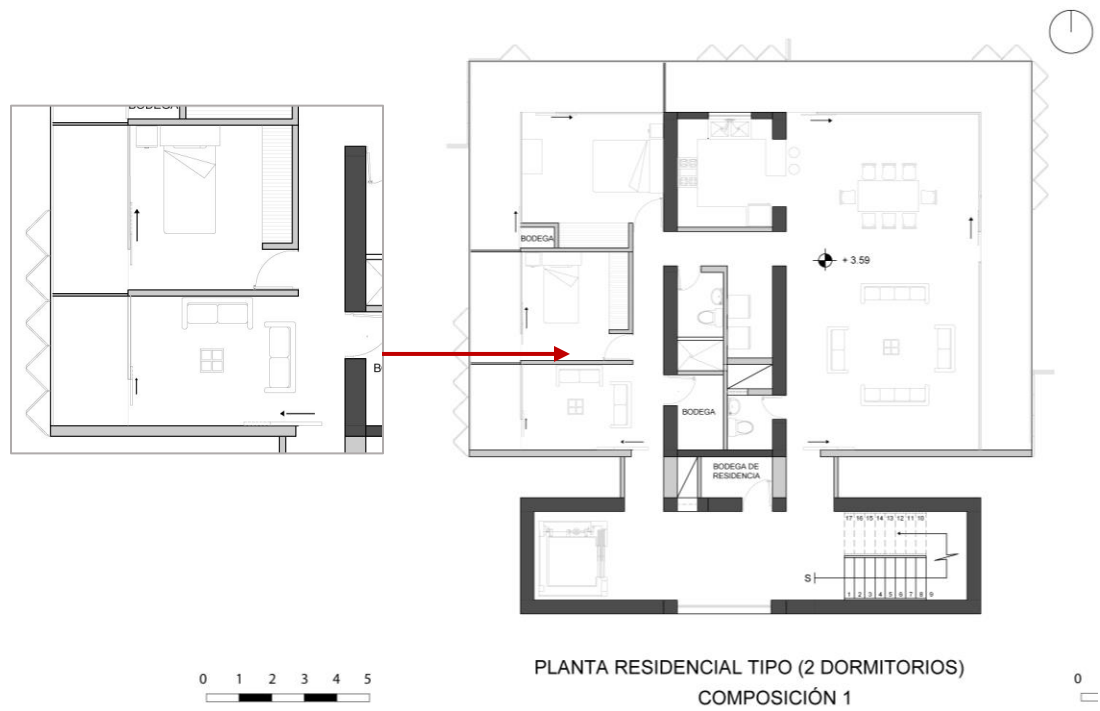 BODEGA
BODEGA
+ 3.59
BODEGA
BODEGA DE
RESIDENCIA
17 16 15 14 13 12 11 10
S
1 2 3 4 5 6 7 8 9
0 1 2 3 4 5
PLANTA RESIDENCIAL TIPO (2 DORMITORIOS)
COMPOSICIÓN 1
0